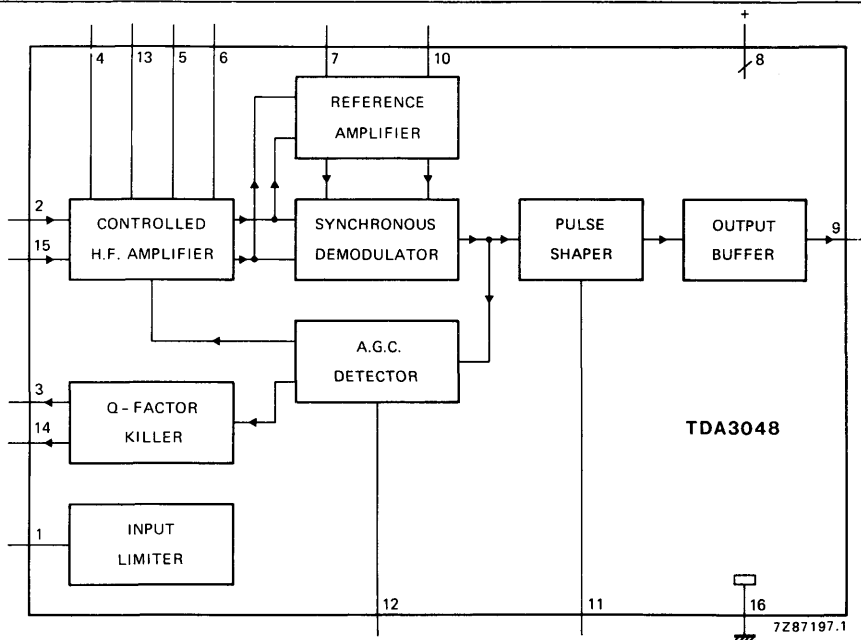 +
4 13 5 6 7 10 8
REFERENCE
AMPLIFIER
2
15
CONTROLLED
H.F. AMPLIFIER
SYNCHRONOUS
DEMODULATOR
PULSE
SHAPER
OUTPUT
BUFFER
9
A.G.C.
DETECTOR
3
14
Q-FACTOR
KILLER
TDA3048
1
INPUT
LIMITER
12 11 16
7Z87197.1